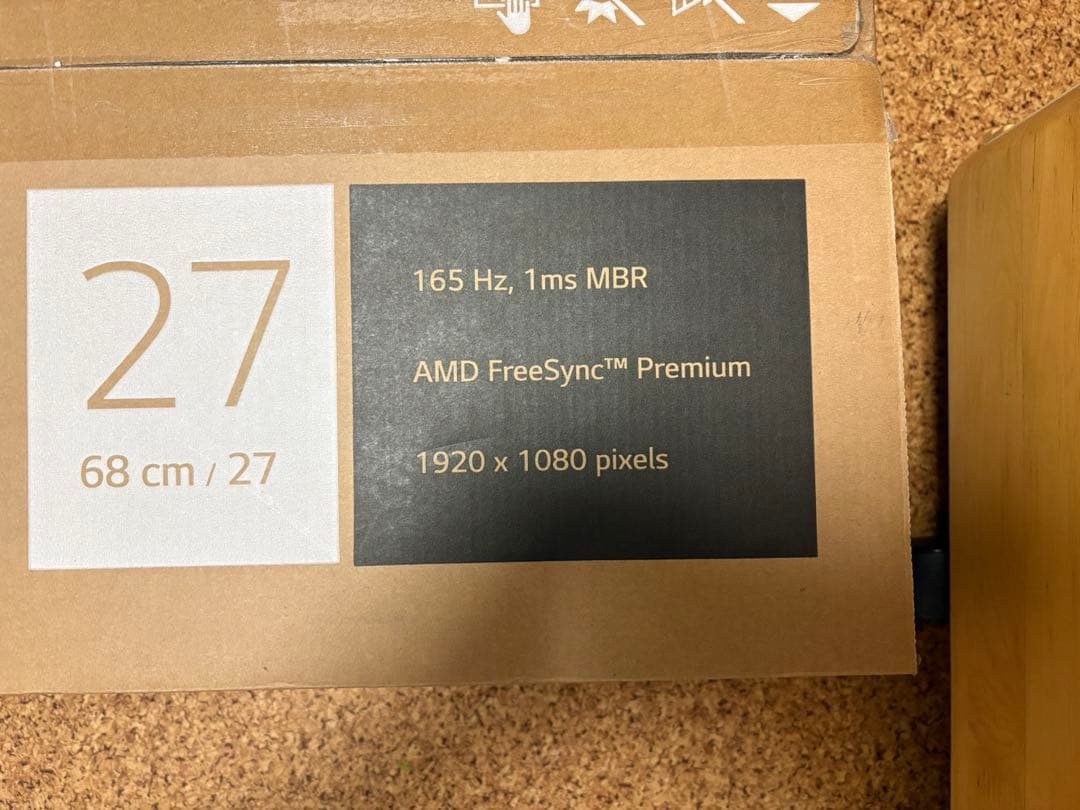 27
68 cm / 27
165 Hz, 1ms MBR
AMD FreeSync™ Premium
1920 x 1080 pixels